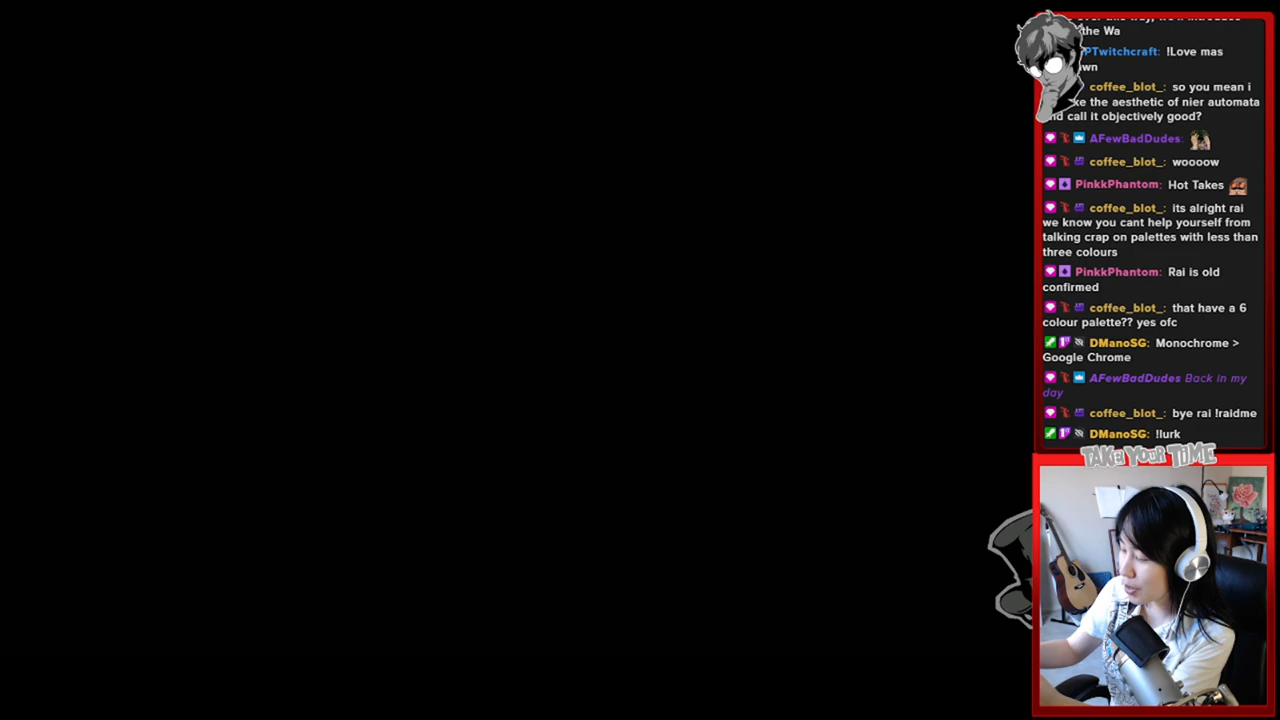 the Wa
PTwitchcraft: !Love mas
wn
coffee_blot_: so you mean i
ke the aesthetic of nier automata
nd call it objectively good?
AFewBadDudes:
coffee_blot_: woooow
PinkkPhantom: Hot Takes
coffee_blot_: its alright rai
we know you cant help yourself from
talking crap on palettes with less than
three colours
PinkkPhantom: Rai is old
confirmed
coffee_blot_: that have a 6
colour palette?? yes ofc
DManoSG: Monochrome >
Google Chrome
AFewBadDudes Back in my
day
coffee_blot_: bye rai !raidme
DManoSG: !lurk
TAKE YOUR TIME